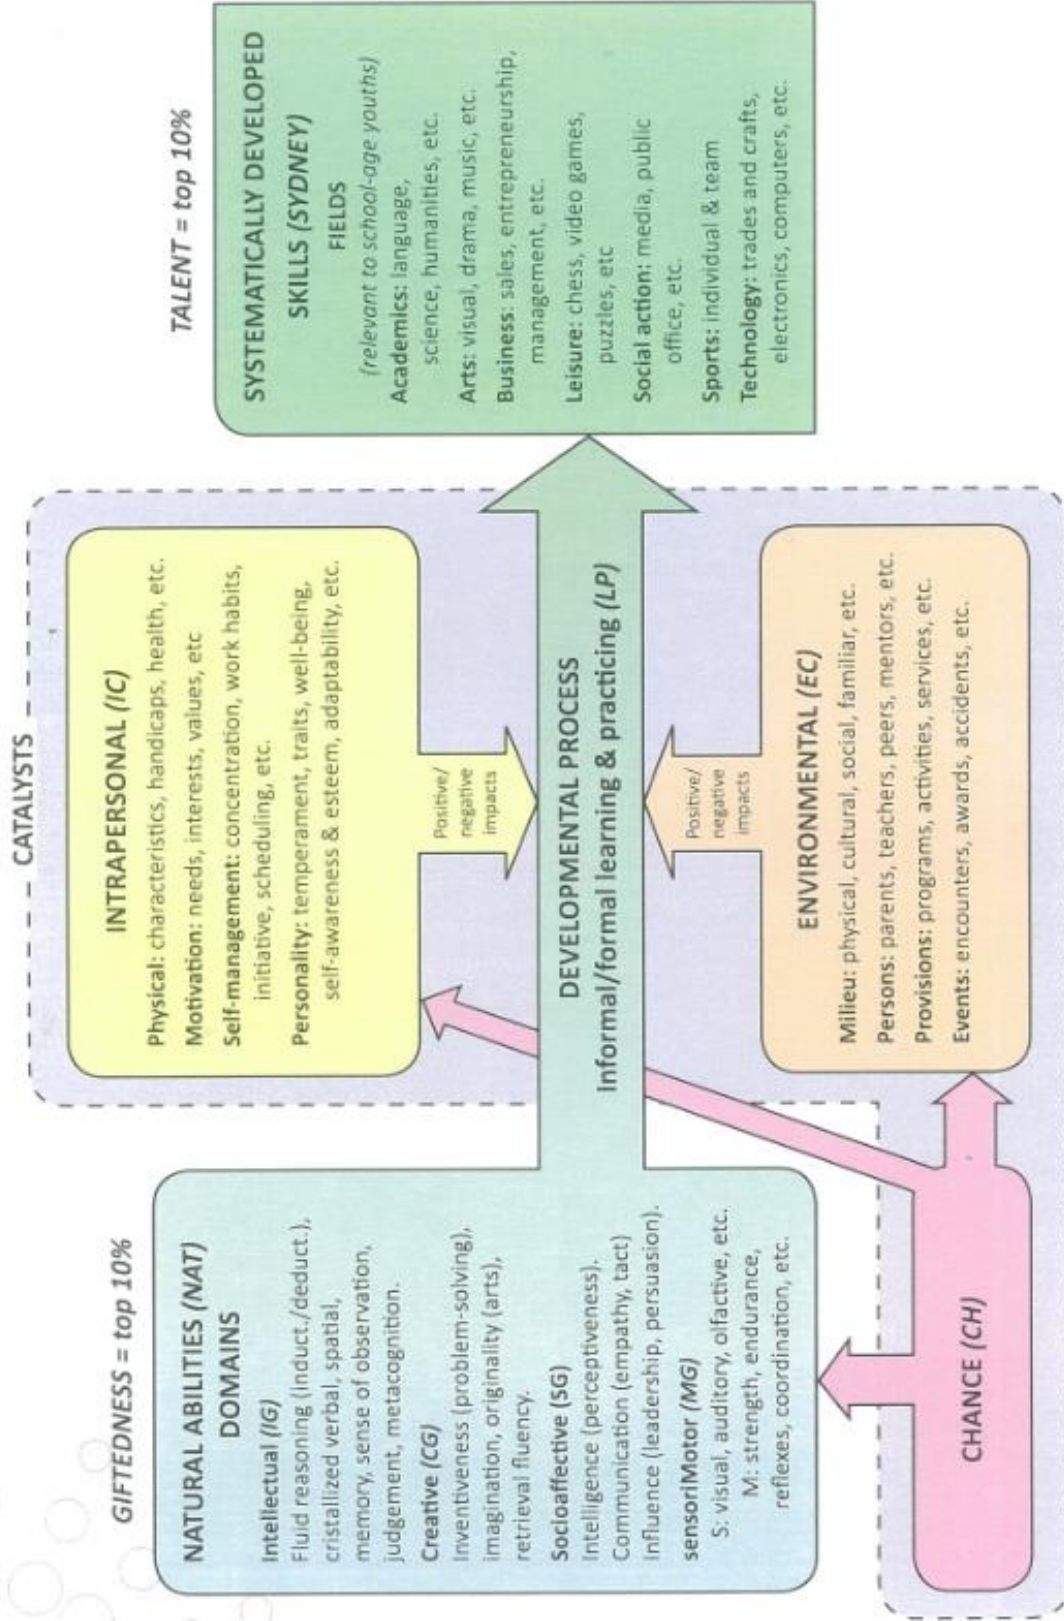 GIFTEDNESS = top 10%
NATURAL ABILITIES (NAT)
DOMAINS
Intellectual (IG)
Fluid reasoning (induct./deduct.),
cristallized verbal, spatial,
memory, sense of observation,
judgement, metacognition.
Creative (CG)
Inventiveness (problem-solving),
imagination, originality (arts),
retrieval fluency.
Socioaffective (SG)
Intelligence (perceptiveness).
Communication (empathy, tact)
Influence (leadership, persuasion).
sensoriMotor (MG)
S: visual, auditory, olfactive, etc.
M: strength, endurance,
reflexes, coordination, etc.
CHANCE (CH)
CATALYSTS
INTRAPERSONAL (IC)
Physical: characteristics, handicaps, health, etc.
Motivation: needs, interests, values, etc
Self-management: concentration, work habits,
initiative, scheduling, etc.
Personality: temperament, traits, well-being,
self-awareness & esteem, adaptability, etc.
Positive/
negative
impacts
DEVELOPMENTAL PROCESS
Informal/formal learning & practicing (LP)
Positive/
negative
impacts
ENVIRONMENTAL (EC)
Milieu: physical, cultural, social, familiar, etc.
Persons: parents, teachers, peers, mentors, etc.
Provisions: programs, activities, services, etc.
Events: encounters, awards, accidents, etc.
TALENT = top 10%
SYSTEMATICALLY DEVELOPED
SKILLS (SYDNEY)
FIELDS
(relevant to school-age youths)
Academics: language,
science, humanities, etc.
Arts: visual, drama, music, etc.
Business: sales, entrepreneurship,
management, etc.
Leisure: chess, video games,
puzzles, etc
Social action: media, public
office, etc.
Sports: individual & team
Technology: trades and crafts,
electronics, computers, etc.